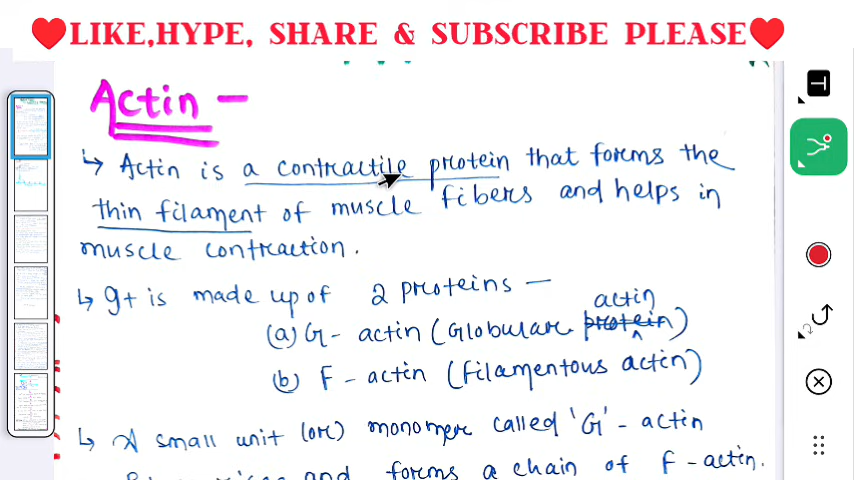 ❤LIKE,HYPE, SHARE & SUBSCRIBE PLEASE❤
Actin -
↳ Actin is a contractile protein that forms the
thin filament of muscle fibers and helps in
muscle contraction.
↳ It is made up of 2 proteins -
actin
(a) G- actin (Globular protein)
(b) F - actin (Filamentous actin)
↳ A small unit (or) monomer called 'G' - actin
and forms a chain of F - actin.
T